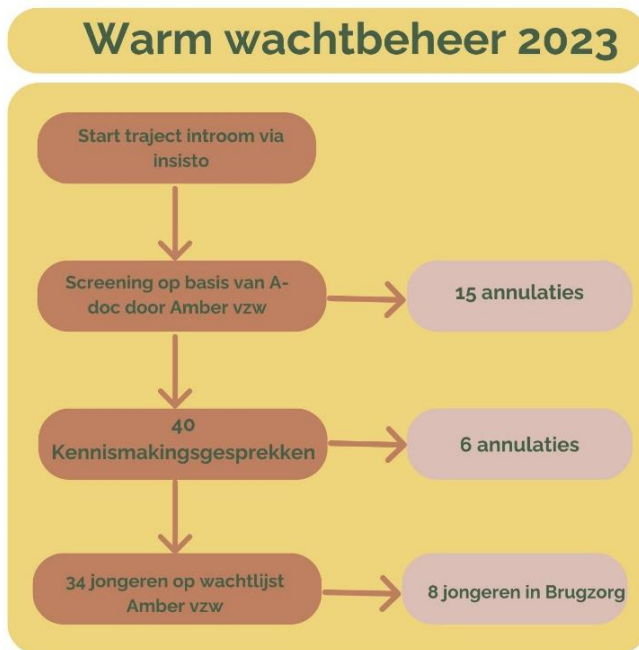 Warm wachtbeheer 2023
Start traject introom via
insisto
Screening op basis van A-
doc door Amber vzw
15 annulaties
40
Kennismakingsgesprekken
6 annulaties
34 jongeren op wachtlijst
Amber vzw
8 jongeren in Brugzorg